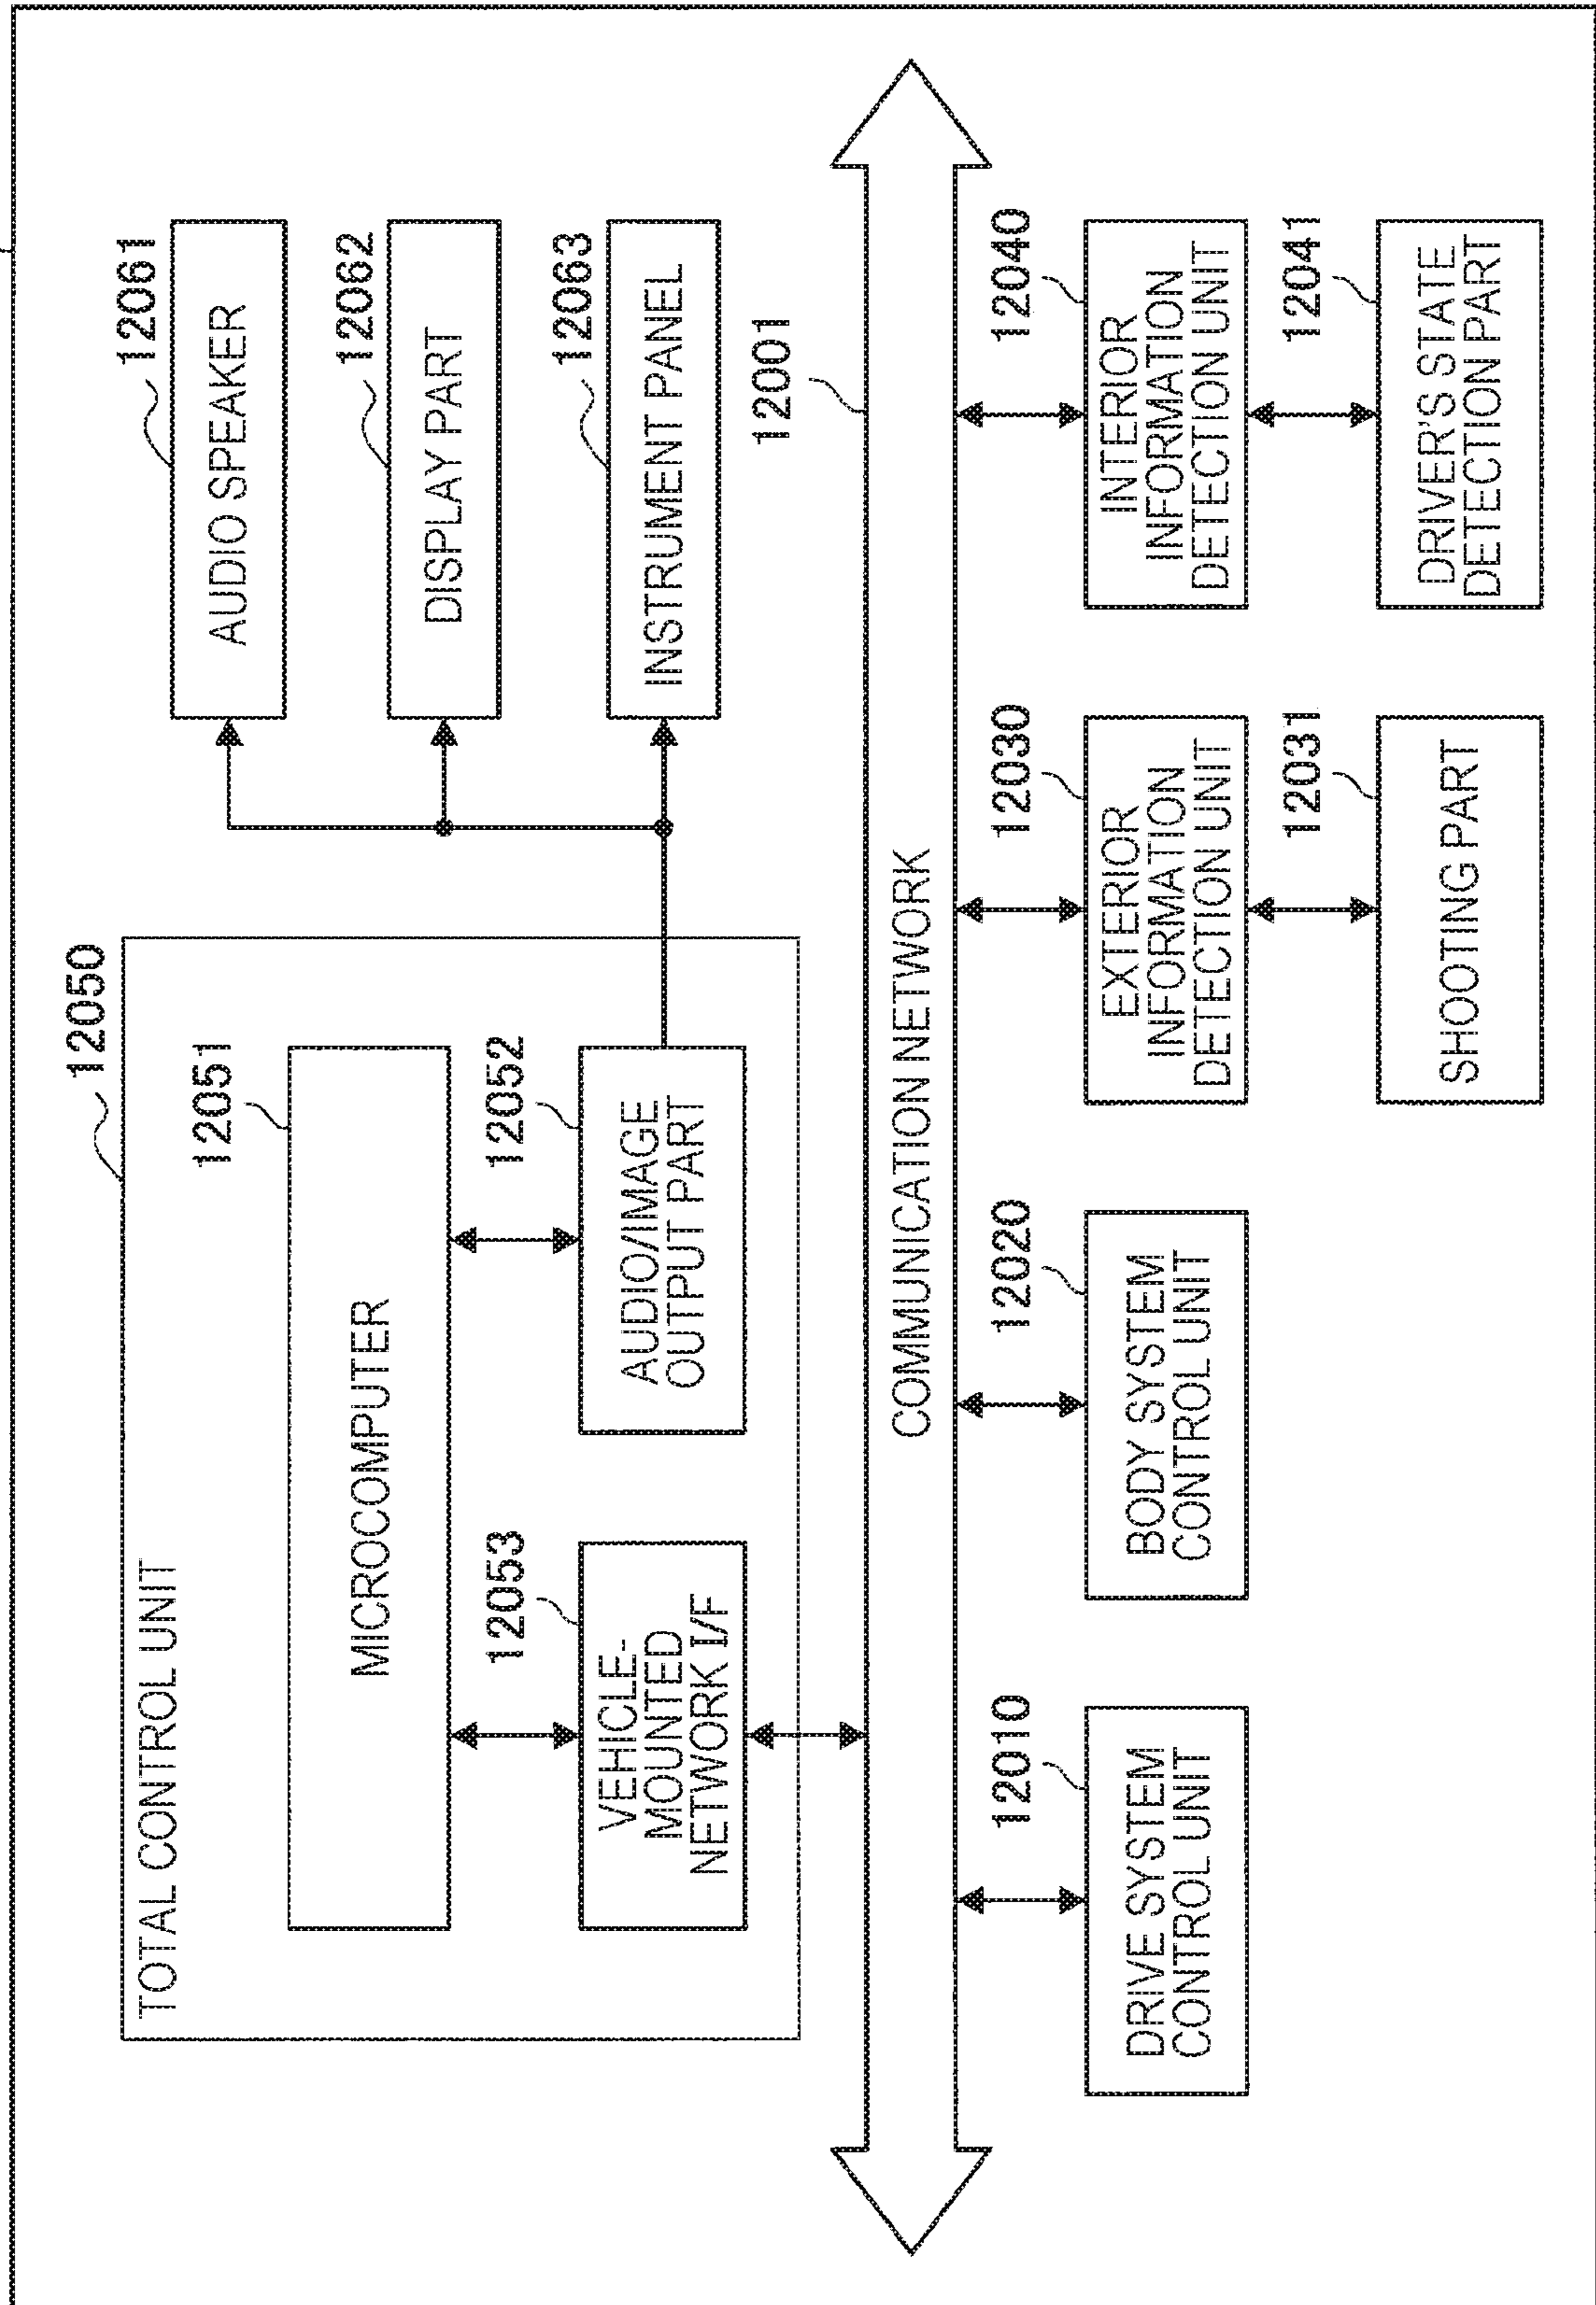 12050
TOTAL CONTROL UNIT
12051
MICROCOMPUTER
12053
VEHICLE-
MOUNTED
NETWORK I/F
12052
AUDIO/IMAGE
OUTPUT PART
12061
AUDIO SPEAKER
12062
DISPLAY PART
12063
INSTRUMENT PANEL
12001
COMMUNICATION NETWORK
12010
DRIVE SYSTEM
CONTROL UNIT
12020
BODY SYSTEM
CONTROL UNIT
12030
EXTERIOR
INFORMATION
DETECTION UNIT
12040
INTERIOR
INFORMATION
DETECTION UNIT
12031
SHOOTING PART
12041
DRIVER'S STATE
DETECTION PART